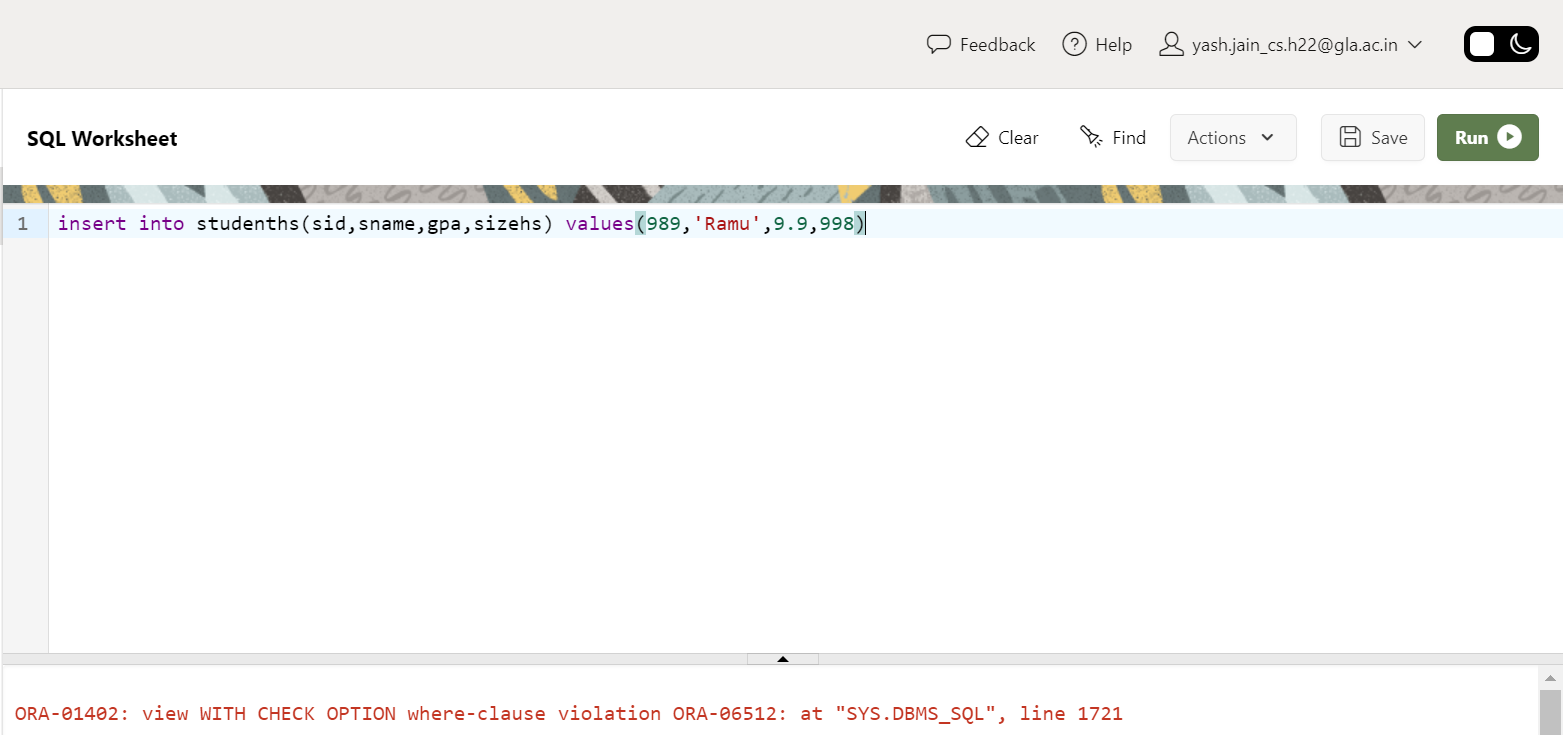 Feedback Help yash.jain_cs.h22@gla.ac.in
SQL Worksheet Clear Find Actions Save Run
1 insert into studenths(sid,sname,gpa,sizehs) values(989,'Ramu',9.9,998)
ORA-01402: view WITH CHECK OPTION where-clause violation ORA-06512: at "SYS.DBMS_SQL", line 1721